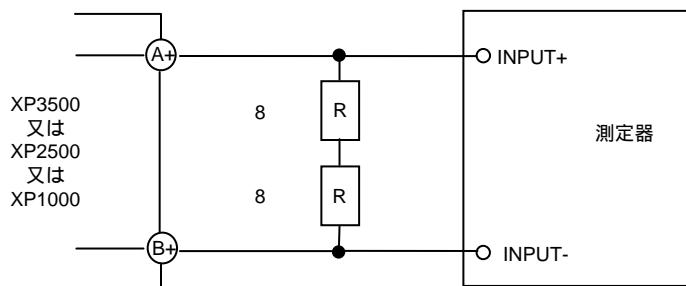 A+
INPUT+
XP3500
又は
XP2500
又は
XP1000
8
R
測定器
8
R
B+
INPUT-